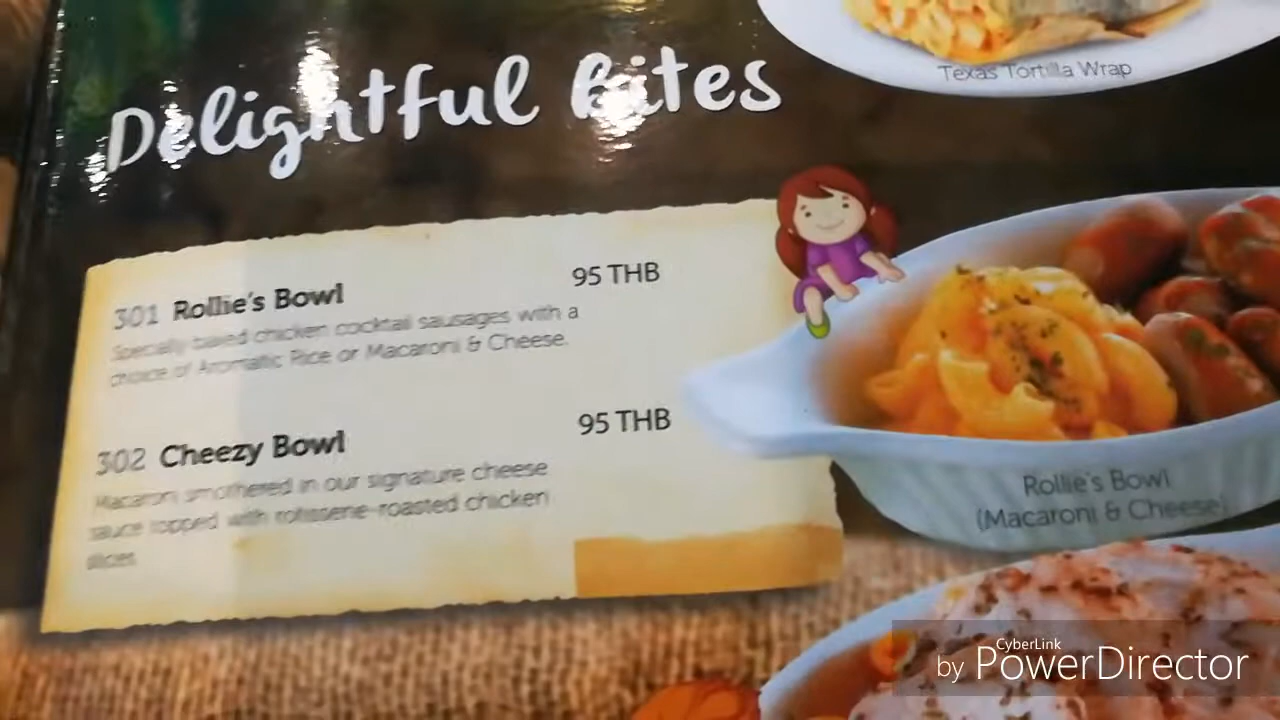 Delightful Bites
Texas Tortilla Wrap
301 Rollie's Bowl 95 THB
Specially baked chicken cocktail sausages with a
choice of Aromatic Rice or Macaroni & Cheese.
302 Cheezy Bowl 95 THB
Macaroni smothered in our signature cheese
sauce topped with rotisserie-roasted chicken
slices.
Rollie's Bowl
(Macaroni & Cheese)
CyberLink
by PowerDirector